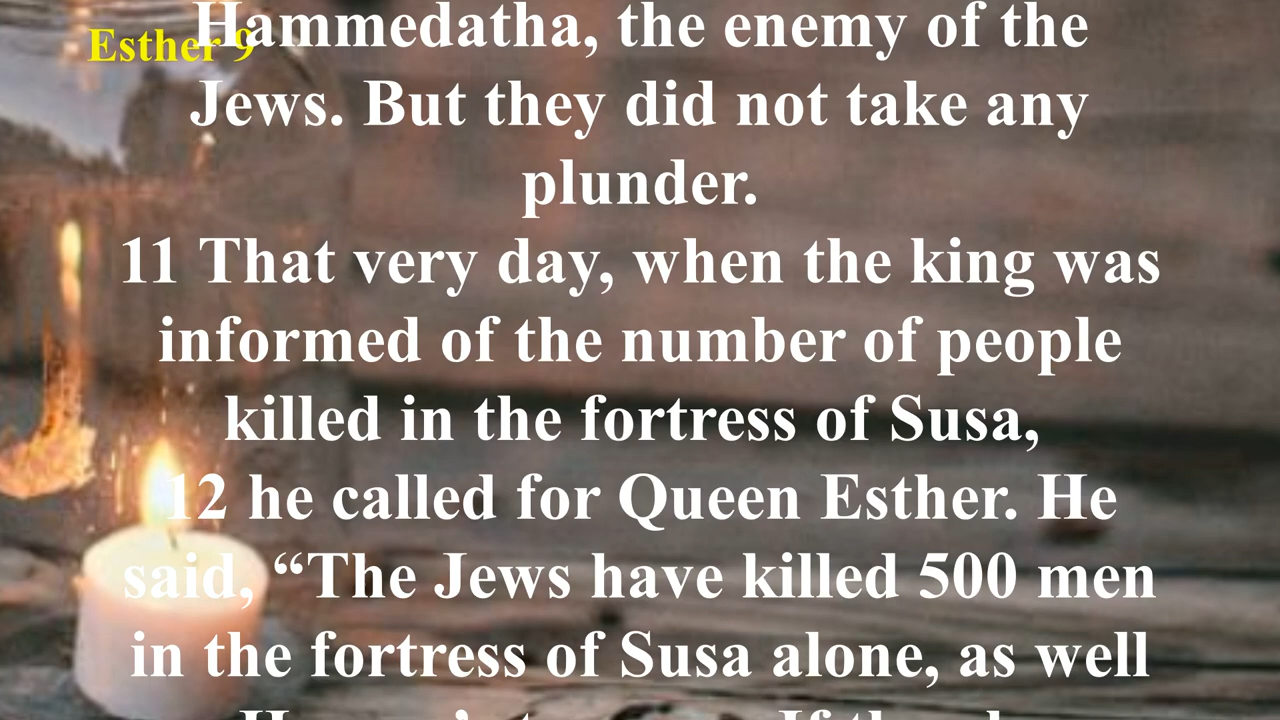 Esther 9
Hammedatha, the enemy of the
Jews. But they did not take any
plunder.
11 That very day, when the king was
informed of the number of people
killed in the fortress of Susa,
12 he called for Queen Esther. He
said, “The Jews have killed 500 men
in the fortress of Susa alone, as well